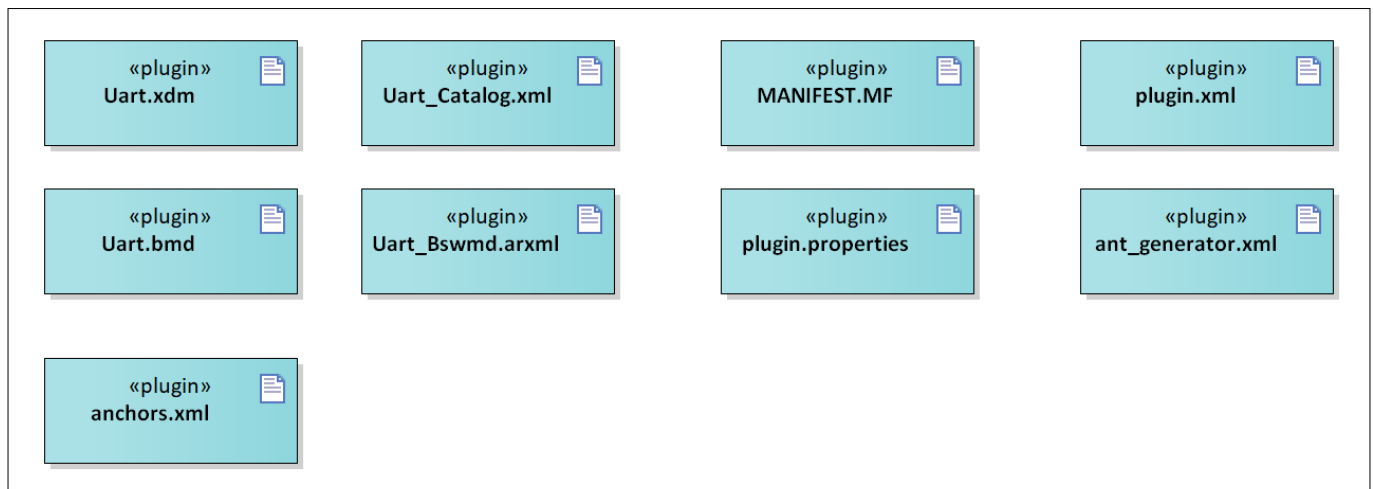 «plugin»
Uart.xdm
«plugin»
Uart_Catalog.xml
«plugin»
MANIFEST.MF
«plugin»
plugin.xml
«plugin»
Uart.bmd
«plugin»
Uart_Bswmd.arxml
«plugin»
plugin.properties
«plugin»
ant_generator.xml
«plugin»
anchors.xml